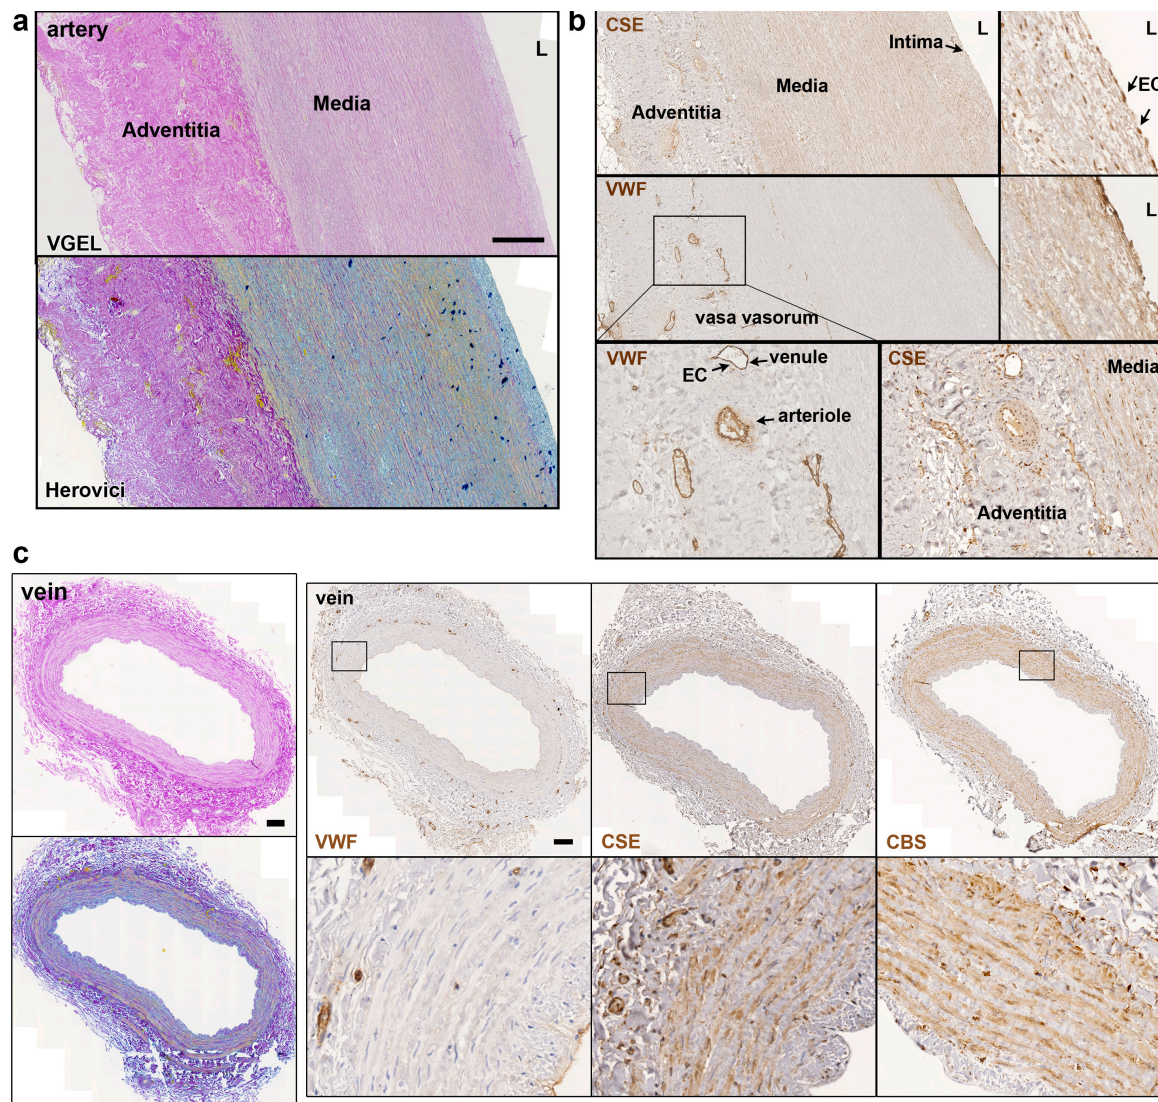 a
artery
L
Media
Adventitia
VGEL
Herovici
b
CSE
L
Intima
Media
Adventitia
L
EC
VWF
vasa vasorum
L
VWF
venule
EC
arteriole
CSE
Media
Adventitia
c
vein
vein
VWF
CSE
CBS